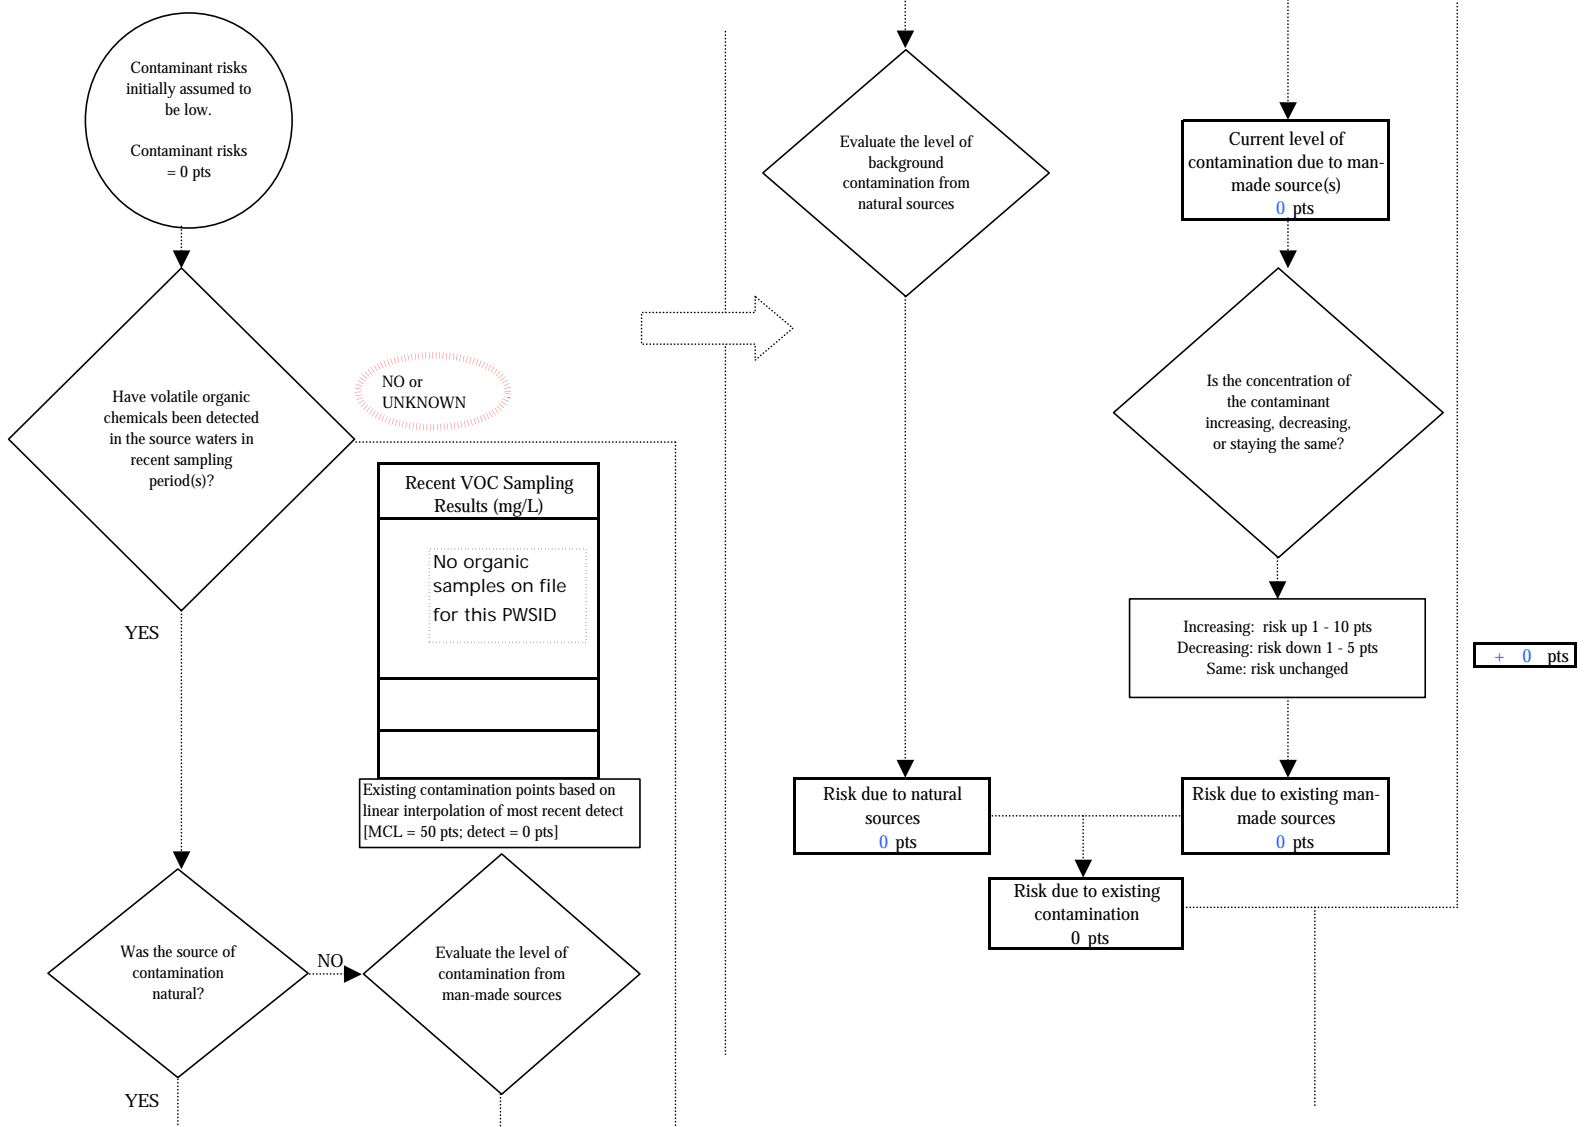 Contaminant risks
initially assumed to
be low.
Contaminant risks
= 0 pts
Have volatile organic
chemicals been detected
in the source waters in
recent sampling
period(s)?
NO or
UNKNOWN
YES
Recent VOC Sampling
Results (mg/L)
No organic
samples on file
for this PWSID
Existing contamination points based on
linear interpolation of most recent detect
[MCL = 50 pts; detect = 0 pts]
Was the source of
contamination
natural?
NO
YES
Evaluate the level of
contamination from
man-made sources
Evaluate the level of
background
contamination from
natural sources
Risk due to natural
sources
0 pts
Current level of
contamination due to man-
made source(s)
0 pts
Is the concentration of
the contaminant
increasing, decreasing,
or staying the same?
Increasing: risk up 1 - 10 pts
Decreasing: risk down 1 - 5 pts
Same: risk unchanged
Risk due to existing man-
made sources
0 pts
Risk due to existing
contamination
0 pts
+ 0 pts